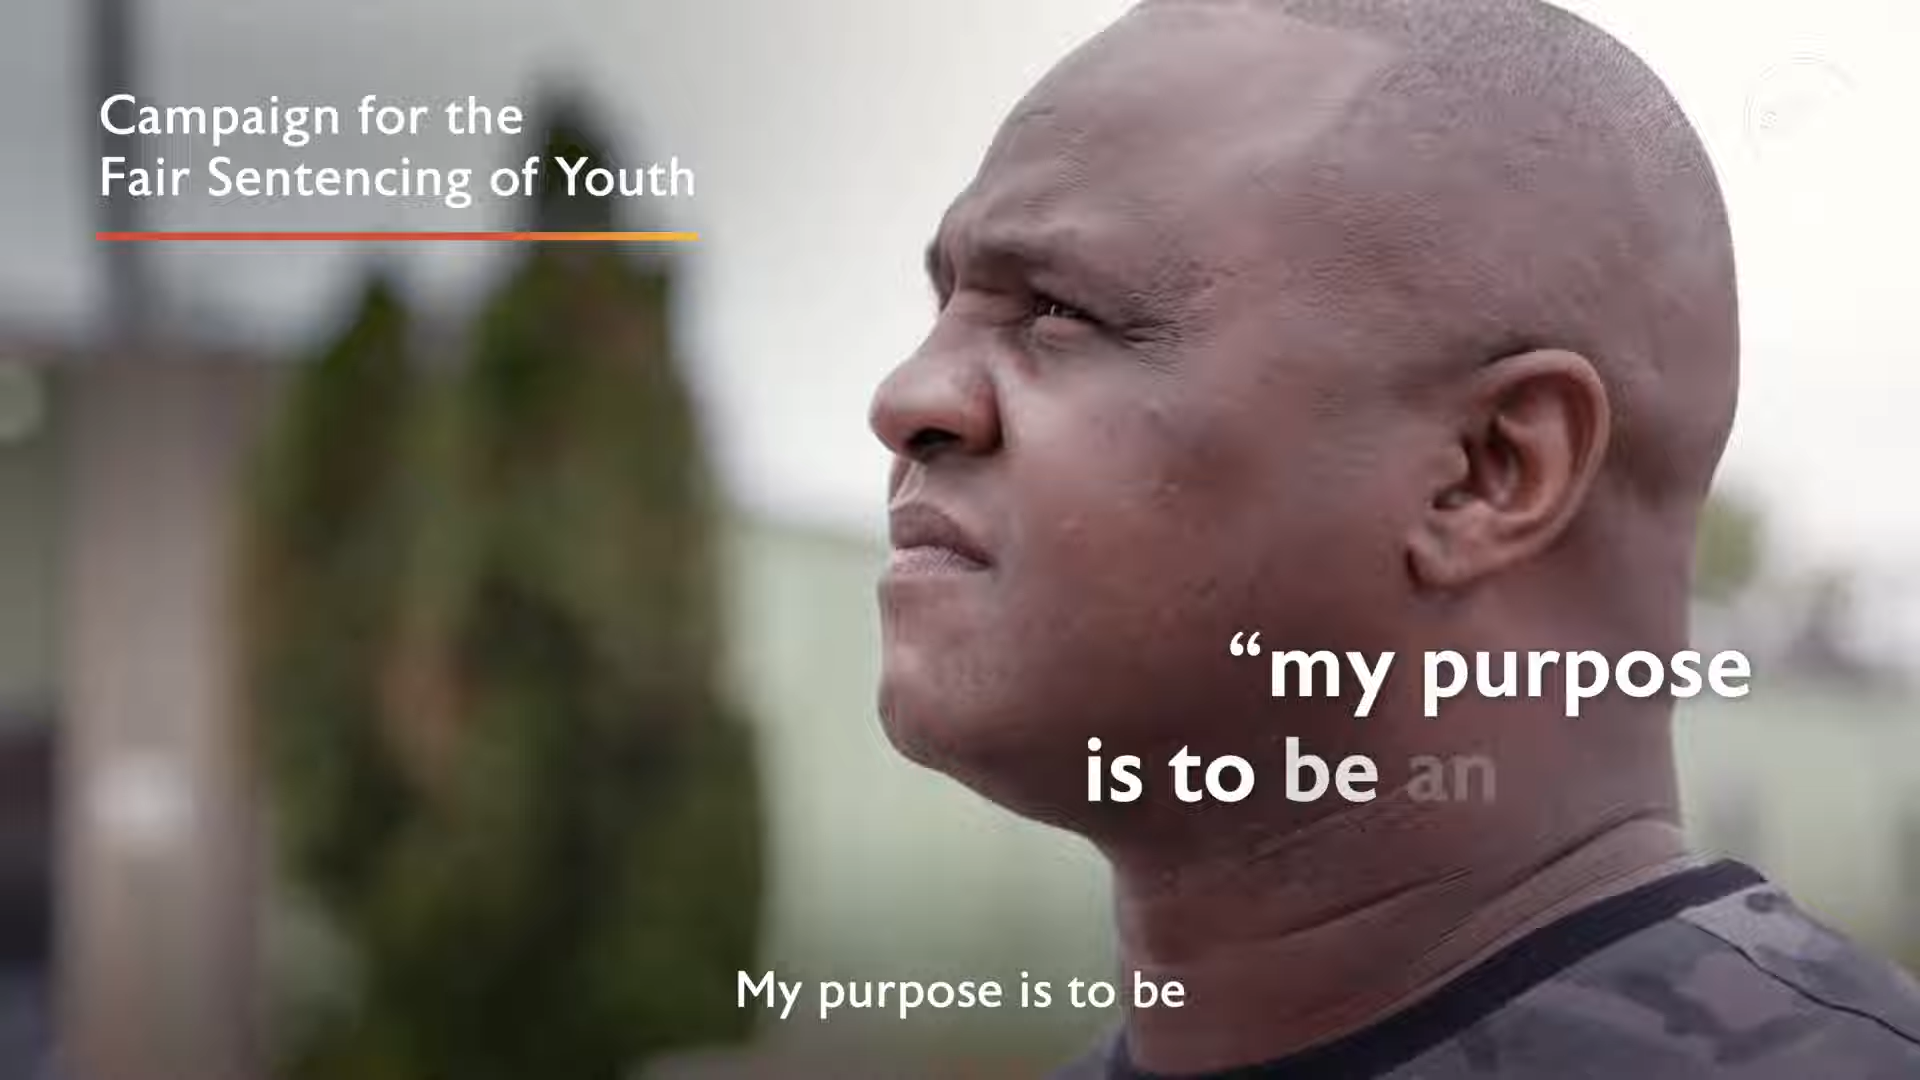 Campaign for the
Fair Sentencing of Youth
“my purpose
is to be an
My purpose is to be